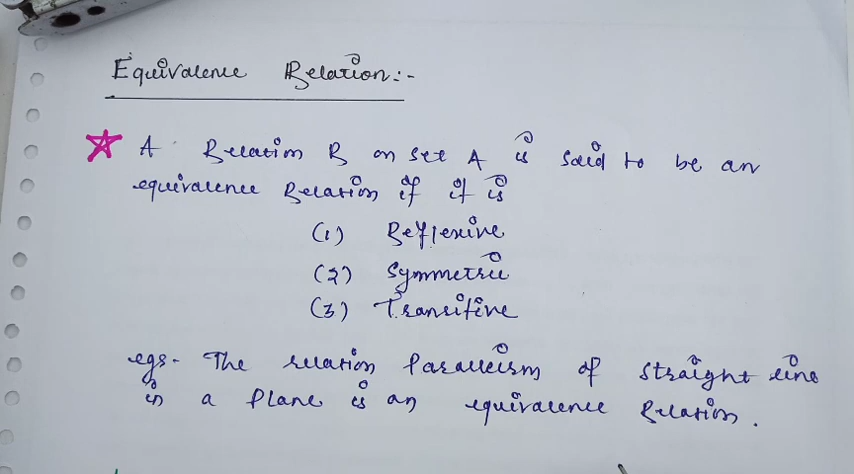 Equivalence Relation:-
A Relation R on set A is said to be an
equivalence Relation if it is
(1) Reflexive
(2) Symmetric
(3) Transitive
egs- The relation Parallelism of straight line
in a Plane is an equivalence Relation.